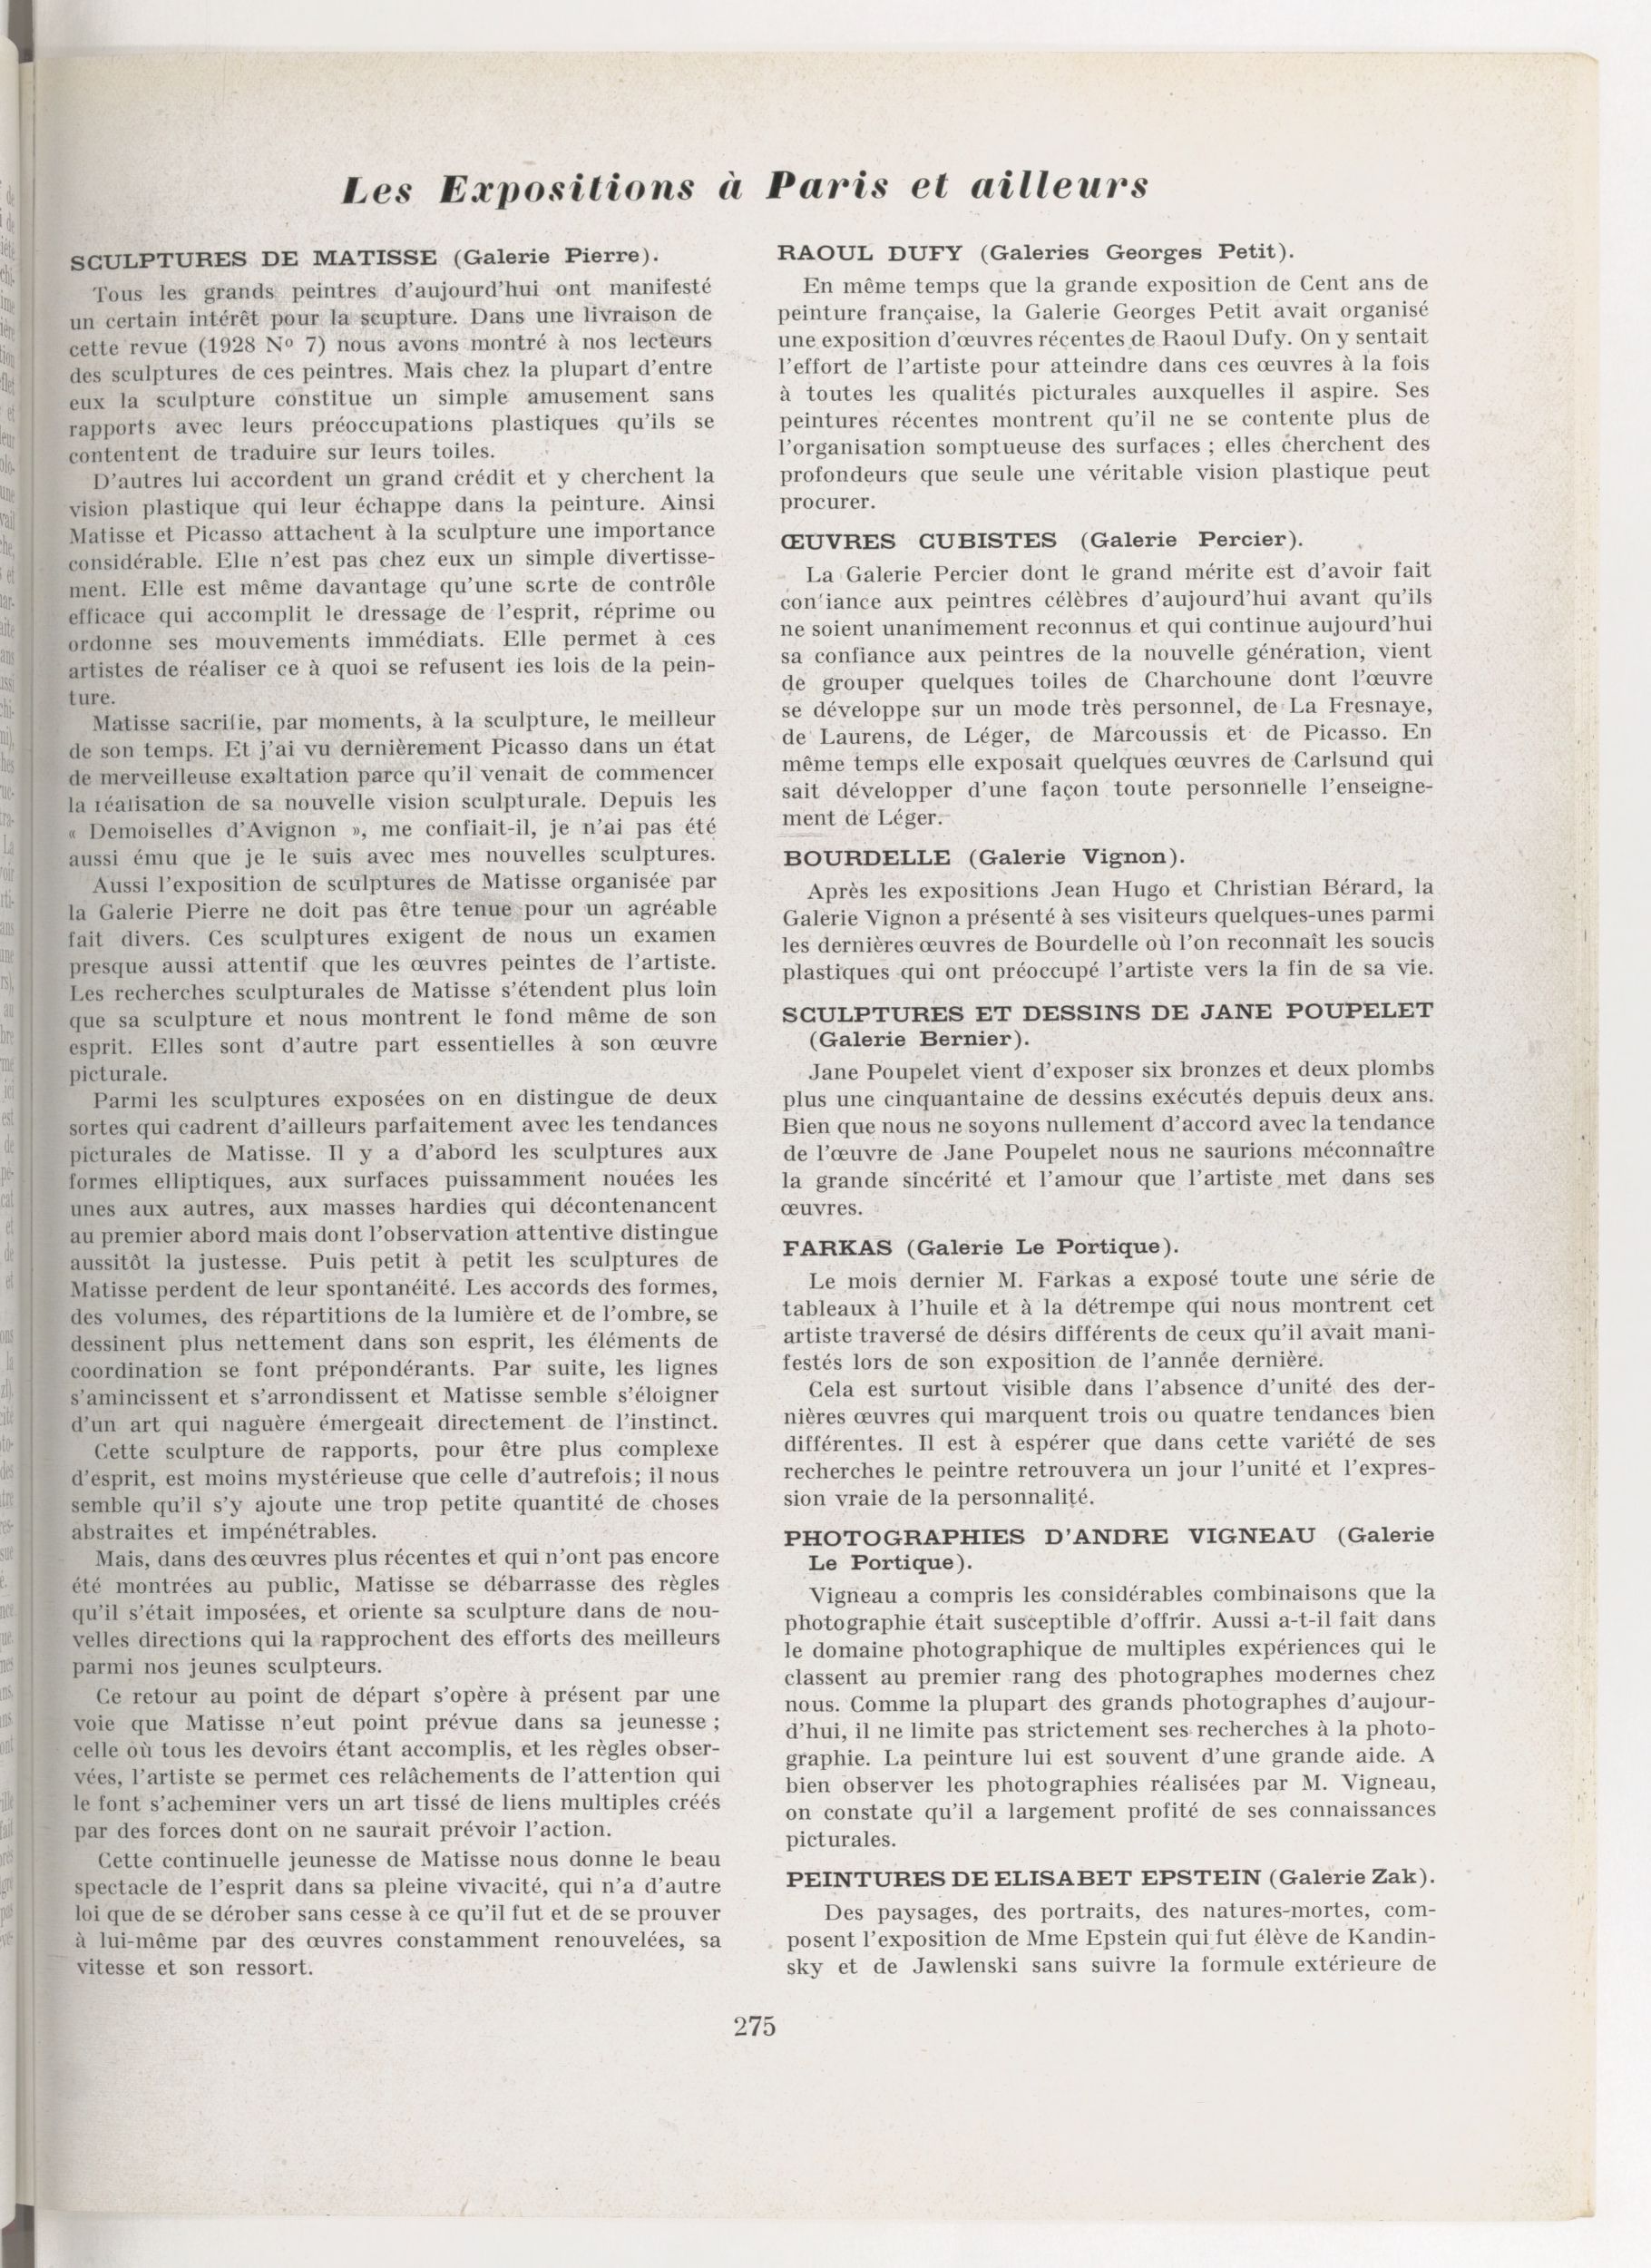 Les Expositions à Paris et ailleurs
SCULPTURES DE MATISSE (Galerie Pierre).
Tous les grands peintres d'aujourd'hui ont manifesté
un certain intérêt pour la scupture. Dans une livraison de
cette revue (1928 Nº 7) nous avons montré à nos lecteurs
des sculptures de ces peintres. Mais chez la plupart d'entre
eux la sculpture constitue un simple amusement sans
rapports avec leurs préoccupations plastiques qu'ils se
contentent de traduire sur leurs toiles.
D'autres lui accordent un grand crédit et y cherchent la
vision plastique qui leur échappe dans la peinture. Ainsi
Matisse et Picasso attachent à la sculpture une importance
considérable. Elle n'est pas chez eux un simple divertisse-
ment. Elle est même davantage qu'une sorte de contrôle
efficace qui accomplit le dressage de l'esprit, réprime ou
ordonne ses mouvements immédiats. Elle permet à ces
artistes de réaliser ce à quoi se refusent les lois de la pein-
ture.
Matisse sacrifie, par moments, à la sculpture, le meilleur
de son temps. Et j'ai vu dernièrement Picasso dans un état
de merveilleuse exaltation parce qu'il venait de commencer
la réalisation de sa nouvelle vision sculpturale. Depuis les
« Demoiselles d'Avignon », me confiait-il, je n'ai pas été
aussi ému que je le suis avec mes nouvelles sculptures.
Aussi l'exposition de sculptures de Matisse organisée par
la Galerie Pierre ne doit pas être tenue pour un agréable
fait divers. Ces sculptures exigent de nous un examen
presque aussi attentif que les œuvres peintes de l'artiste.
Les recherches sculpturales de Matisse s'étendent plus loin
que sa sculpture et nous montrent le fond même de son
esprit. Elles sont d'autre part essentielles à son œuvre
picturale.
Parmi les sculptures exposées on en distingue de deux
sortes qui cadrent d'ailleurs parfaitement avec les tendances
picturales de Matisse. Il y a d'abord les sculptures aux
formes elliptiques, aux surfaces puissamment nouées les
unes aux autres, aux masses hardies qui décontenancent
au premier abord mais dont l'observation attentive distingue
aussitôt la justesse. Puis petit à petit les sculptures de
Matisse perdent de leur spontanéité. Les accords des formes,
des volumes, des répartitions de la lumière et de l'ombre, se
dessinent plus nettement dans son esprit, les éléments de
coordination se font prépondérants. Par suite, les lignes
s'amincissent et s'arrondissent et Matisse semble s'éloigner
d'un art qui naguère émergeait directement de l'instinct.
Cette sculpture de rapports, pour être plus complexe
d'esprit, est moins mystérieuse que celle d'autrefois; il nous
semble qu'il s'y ajoute une trop petite quantité de choses
abstraites et impénétrables.
Mais, dans des œuvres plus récentes et qui n'ont pas encore
été montrées au public, Matisse se débarrasse des règles
qu'il s'était imposées, et oriente sa sculpture dans de nou-
velles directions qui la rapprochent des efforts des meilleurs
parmi nos jeunes sculpteurs.
Ce retour au point de départ s'opère à présent par une
voie que Matisse n'eut point prévue dans sa jeunesse ;
celle où tous les devoirs étant accomplis, et les règles obser-
vées, l'artiste se permet ces relâchements de l'attention qui
le font s'acheminer vers un art tissé de liens multiples créés
par des forces dont on ne saurait prévoir l'action.
Cette continuelle jeunesse de Matisse nous donne le beau
spectacle de l'esprit dans sa pleine vivacité, qui n'a d'autre
loi que de se dérober sans cesse à ce qu'il fut et de se prouver
à lui-même par des œuvres constamment renouvelées, sa
vitesse et son ressort.
RAOUL DUFY (Galeries Georges Petit).
En même temps que la grande exposition de Cent ans de
peinture française, la Galerie Georges Petit avait organisé
une exposition d'œuvres récentes de Raoul Dufy. On y sentait
l'effort de l'artiste pour atteindre dans ces œuvres à la fois
à toutes les qualités picturales auxquelles il aspire. Ses
peintures récentes montrent qu'il ne se contente plus de
l'organisation somptueuse des surfaces ; elles cherchent des
profondeurs que seule une véritable vision plastique peut
procurer.
ŒUVRES CUBISTES (Galerie Percier).
La Galerie Percier dont le grand mérite est d'avoir fait
con'iance aux peintres célèbres d'aujourd'hui avant qu'ils
ne soient unanimement reconnus et qui continue aujourd'hui
sa confiance aux peintres de la nouvelle génération, vient
de grouper quelques toiles de Charchoune dont l'œuvre
se développe sur un mode très personnel, de La Fresnaye,
de Laurens, de Léger, de Marcoussis et de Picasso. En
même temps elle exposait quelques œuvres de Carlsund qui
sait développer d'une façon toute personnelle l'enseigne-
ment de Léger.
BOURDELLE (Galerie Vignon).
Après les expositions Jean Hugo et Christian Bérard, la
Galerie Vignon a présenté à ses visiteurs quelques-unes parmi
les dernières œuvres de Bourdelle où l'on reconnaît les soucis
plastiques qui ont préoccupé l'artiste vers la fin de sa vie.
SCULPTURES ET DESSINS DE JANE POUPELET
(Galerie Bernier).
Jane Poupelet vient d'exposer six bronzes et deux plombs
plus une cinquantaine de dessins exécutés depuis deux ans.
Bien que nous ne soyons nullement d'accord avec la tendance
de l'œuvre de Jane Poupelet nous ne saurions méconnaître
la grande sincérité et l'amour que l'artiste met dans ses
œuvres.
FARKAS (Galerie Le Portique).
Le mois dernier M. Farkas a exposé toute une série de
tableaux à l'huile et à la détrempe qui nous montrent cet
artiste traversé de désirs différents de ceux qu'il avait mani-
festés lors de son exposition de l'année dernière.
Cela est surtout visible dans l'absence d'unité des der-
nières œuvres qui marquent trois ou quatre tendances bien
différentes. Il est à espérer que dans cette variété de ses
recherches le peintre retrouvera un jour l'unité et l'expres-
sion vraie de la personnalité.
PHOTOGRAPHIES D'ANDRE VIGNEAU (Galerie
Le Portique).
Vigneau a compris les considérables combinaisons que la
photographie était susceptible d'offrir. Aussi a-t-il fait dans
le domaine photographique de multiples expériences qui le
classent au premier rang des photographes modernes chez
nous. Comme la plupart des grands photographes d'aujour-
d'hui, il ne limite pas strictement ses recherches à la photo-
graphie. La peinture lui est souvent d'une grande aide. A
bien observer les photographies réalisées par M. Vigneau,
on constate qu'il a largement profité de ses connaissances
picturales.
PEINTURES DE ELISABET EPSTEIN (Galerie Zak).
Des paysages, des portraits, des natures-mortes, com-
posent l'exposition de Mme Epstein qui fut élève de Kandin-
sky et de Jawlenski sans suivre la formule extérieure de
275